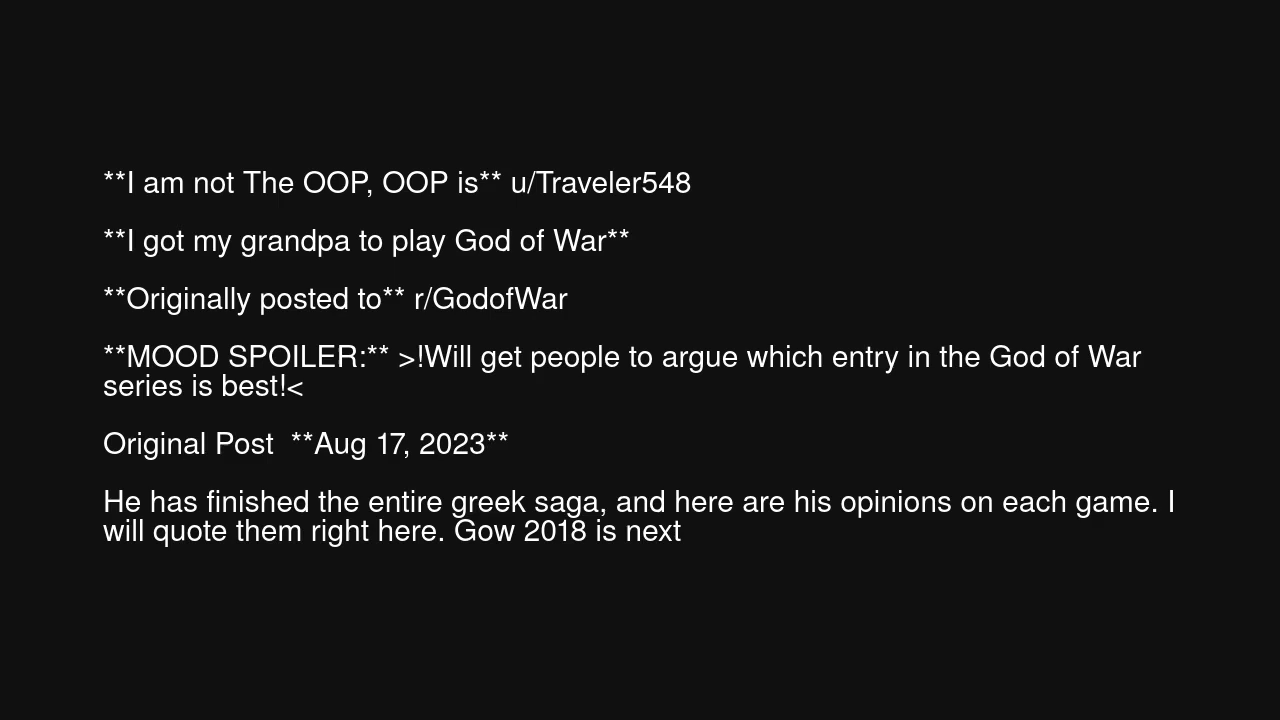 **I am not The OOP, OOP is** u/Traveler548
**I got my grandpa to play God of War**
**Originally posted to** r/GodofWar
**MOOD SPOILER:** >!Will get people to argue which entry in the God of War
series is best!<
Original Post  **Aug 17, 2023**
He has finished the entire greek saga, and here are his opinions on each game. I
will quote them right here. Gow 2018 is next